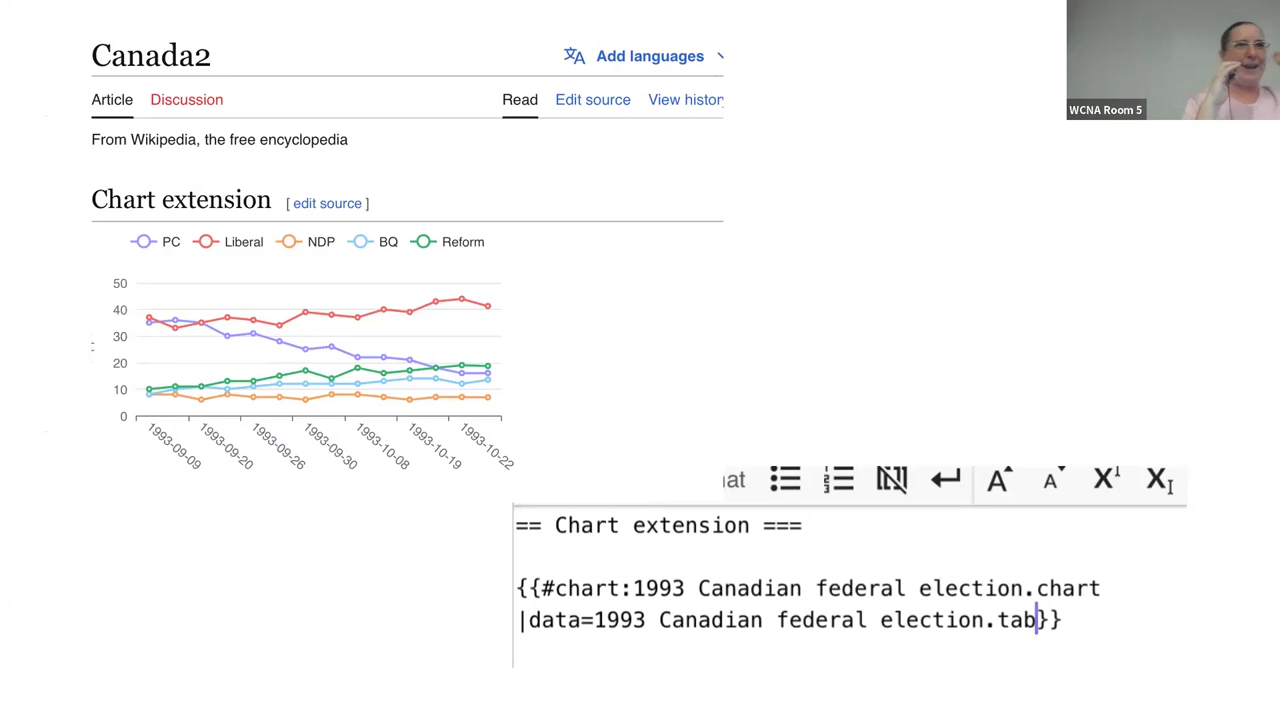 Canada2
Add languages
Article Discussion Read Edit source View histor
From Wikipedia, the free encyclopedia
Chart extension [ edit source ]
PC Liberal NDP BQ Reform
50
40
30
20
10
0
1993-09-09 1993-09-20 1993-09-26 1993-09-30 1993-10-08 1993-10-19 1993-10-22
WCNA Room 5
at
== Chart extension ===
{{#chart:1993 Canadian federal election.chart
|data=1993 Canadian federal election.tab}}